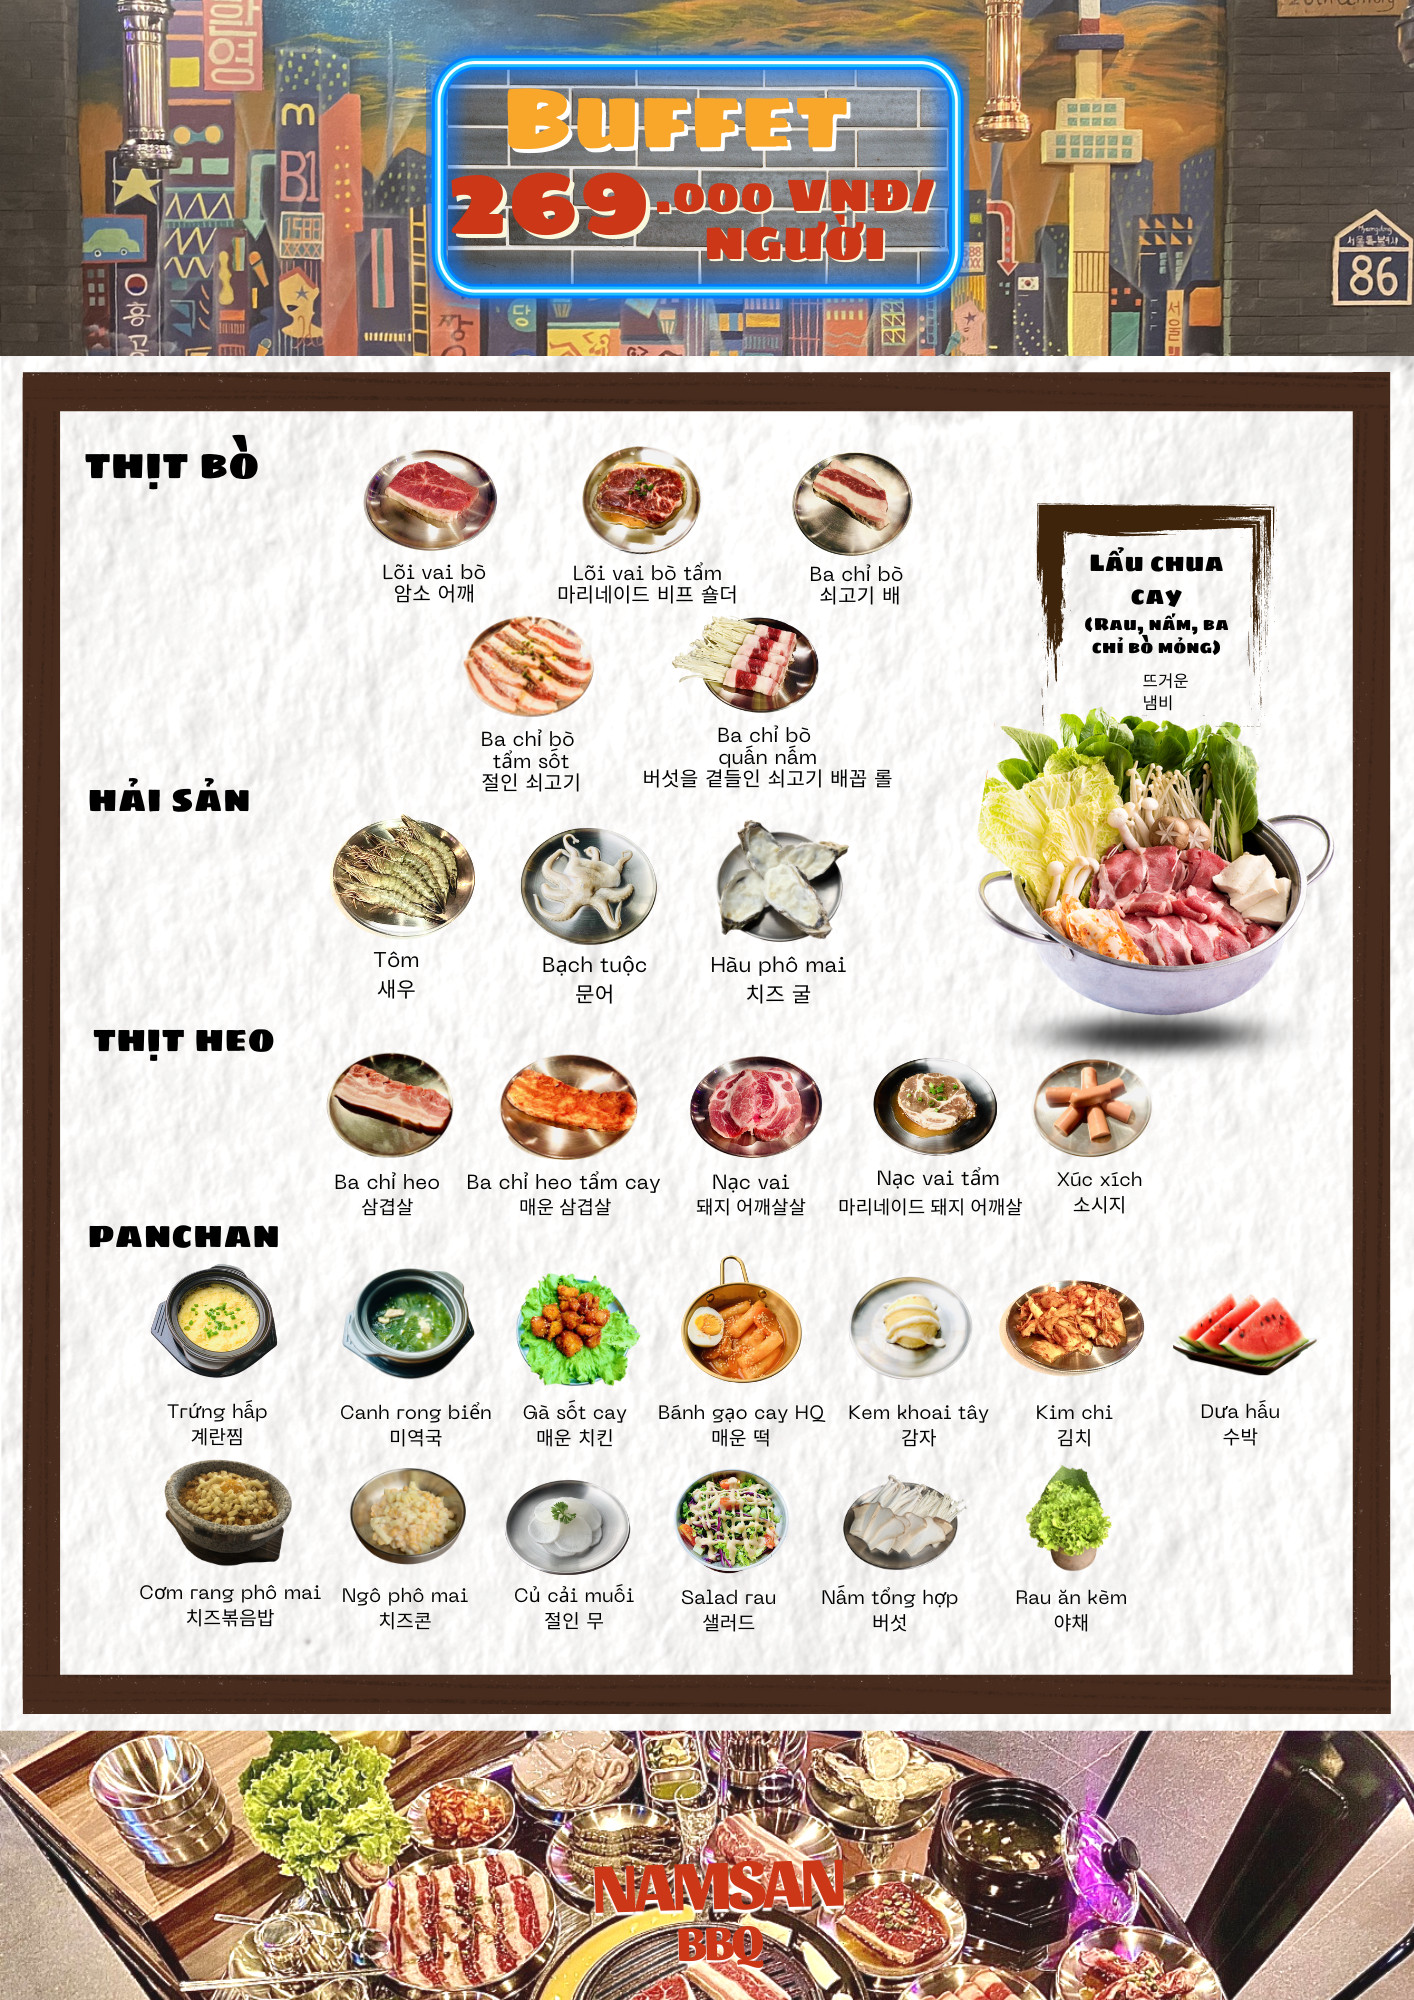 화영
m
B1
1588
흥
짱
당
서울
Myeongdong
86
BUFFET
269.000 VNĐ/
NGƯỜI
THỊT BÒ
Lõi vai bò
암소 어깨
Lõi vai bò tẩm
마리네이드 비프 숄더
Ba chỉ bò
쇠고기 배
Ba chỉ bò
tẩm sốt
절인 쇠고기
Ba chỉ bò
quấn nấm
버섯을 곁들인 쇠고기 배꼽 롤
LẨU CHUA
CAY
(RAU, NẤM, BA
CHỈ BÒ MỎNG)
뜨거운
냄비
HẢI SẢN
Tôm
새우
Bạch tuộc
문어
Hàu phô mai
치즈 굴
THỊT HEO
Ba chỉ heo
삼겹살
Ba chỉ heo tẩm cay
매운 삼겹살
Nạc vai
돼지 어깨살살
Nạc vai tẩm
마리네이드 돼지 어깨살
Xúc xích
소시지
PANCHAN
Trứng hấp
계란찜
Canh rong biển
미역국
Gà sốt cay
매운 치킨
Bánh gạo cay HQ
매운 떡
Kem khoai tây
감자
Kim chi
김치
Dưa hấu
수박
Cơm rang phô mai
치즈볶음밥
Ngô phô mai
치즈콘
Củ cải muối
절인 무
Salad rau
샐러드
Nấm tổng hợp
버섯
Rau ăn kèm
야채
NAMSAN
BBQ